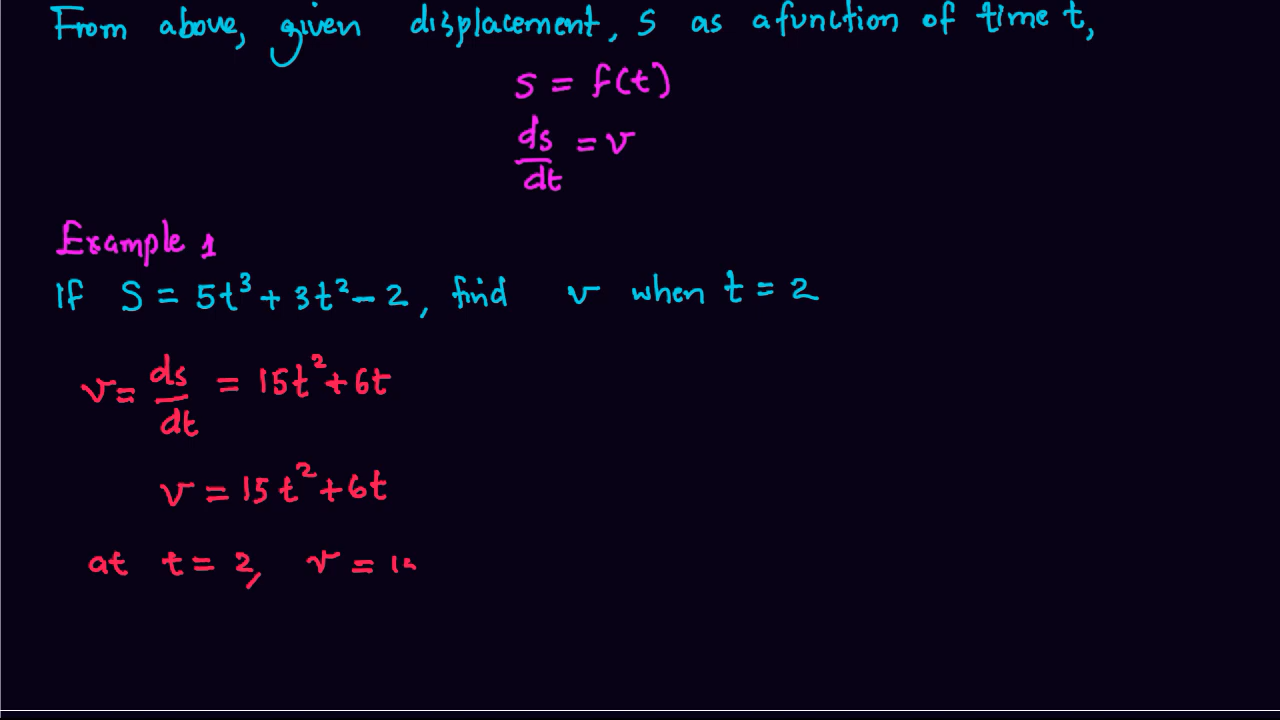 From above, given displacement, S as a function of time t,
S = f(t)
ds/dt = v
Example 1
If S = 5t³ + 3t² - 2, find v when t = 2
v = ds/dt = 15t² + 6t
v = 15t² + 6t
at t = 2, v =